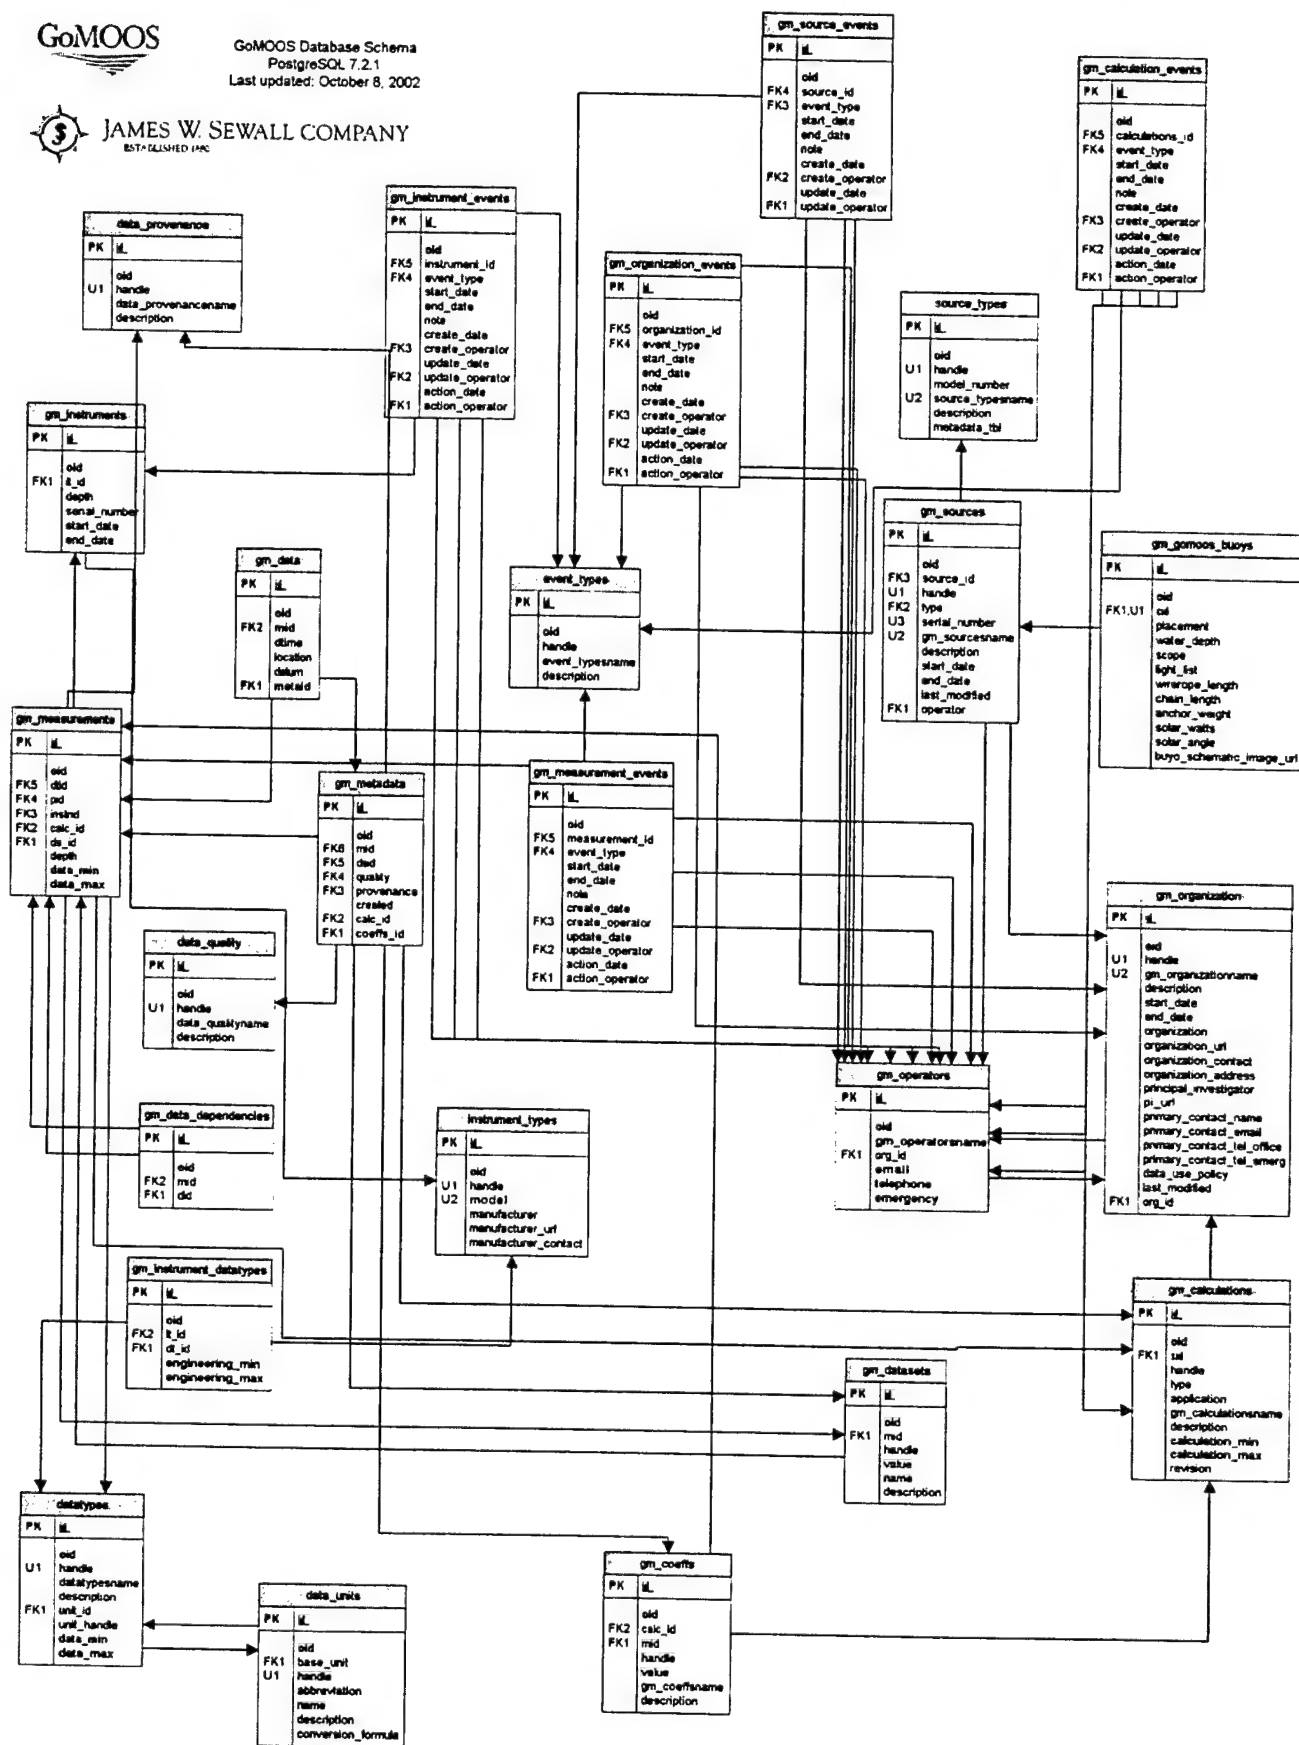 GoMOOS
GoMOOS Database Schema
PostgreSQL 7.2.1
Last updated: October 8, 2002
JAMES W. SEWALL COMPANY
ESTABLISHED 1880
gm_source_events
PK id
oid
FK4 source_id
FK3 event_type
start_date
end_date
note
create_date
FK2 create_operator
update_date
FK1 update_operator
gm_calculation_events
PK id
oid
FK5 calculations_id
FK4 event_type
start_date
end_date
note
create_date
FK3 create_operator
update_date
FK2 update_operator
action_date
FK1 action_operator
gm_instrument_events
PK id
oid
FK5 instrument_id
FK4 event_type
start_date
end_date
note
create_date
FK3 create_operator
update_date
FK2 update_operator
action_date
FK1 action_operator
data_provenance
PK id
oid
U1 handle
data_provenancename
description
gm_organization_events
PK id
oid
FK5 organization_id
FK4 event_type
start_date
end_date
note
create_date
FK3 create_operator
update_date
FK2 update_operator
action_date
FK1 action_operator
source_types
PK id
oid
U1 handle
model_number
U2 source_typesname
description
metadata_tbl
gm_instruments
PK id
oid
FK1 it_id
depth
serial_number
start_date
end_date
gm_sources
PK id
oid
FK3 source_id
U1 handle
FK2 type
U3 serial_number
U2 gm_sourcesname
description
start_date
end_date
last_modified
FK1 operator
gm_gomoos_buoys
PK id
oid
FK1,U1
placement
water_depth
scope
light_list
wirerope_length
chain_length
anchor_weight
solar_watts
solar_angle
buyo_schematic_image_url
gm_data
PK id
oid
FK2 mid
dtime
location
datum
FK1 metaid
event_types
PK id
oid
handle
event_typesname
description
gm_measurements
PK id
oid
FK5 dtid
FK4 pid
FK3 instnd
FK2 calc_id
FK1 ds_id
depth
data_min
data_max
gm_metadata
PK id
oid
FK6 mid
FK5 dsid
FK4 quality
FK3 provenance
created
FK2 calc_id
FK1 coeffs_id
gm_measurement_events
PK id
oid
FK5 measurement_id
FK4 event_type
start_date
end_date
note
create_date
FK3 create_operator
update_date
FK2 update_operator
action_date
FK1 action_operator
gm_organization
PK id
oid
U1 handle
U2 gm_organizationname
description
start_date
end_date
organization
organization_url
organization_contact
organization_address
principal_investigator
pi_url
primary_contact_name
primary_contact_email
primary_contact_tel_office
primary_contact_tel_emerg
data_use_policy
last_modified
FK1 org_id
data_quality
PK id
oid
U1 handle
data_qualityname
description
gm_operators
PK id
oid
gm_operatorsname
FK1 org_id
email
telephone
emergency
gm_data_dependencies
PK id
oid
FK2 mid
FK1 did
instrument_types
PK id
oid
U1 handle
U2 model
manufacturer
manufacturer_url
manufacturer_contact
gm_instrument_datatypes
PK id
oid
FK2 it_id
FK1 dt_id
engineering_min
engineering_max
gm_calculations
PK id
oid
FK1
handle
type
application
gm_calculationsname
description
calculation_min
calculation_max
revision
gm_datasets
PK id
oid
FK1 mid
handle
value
name
description
datatypes
PK id
oid
U1 handle
datatypesname
description
FK1 unit_id
unit_handle
data_min
data_max
data_units
PK id
oid
FK1 base_unit
U1 handle
abbreviation
name
description
conversion_formula
gm_coeffs
PK id
oid
FK2 calc_id
FK1 mid
handle
value
gm_coeffsname
description